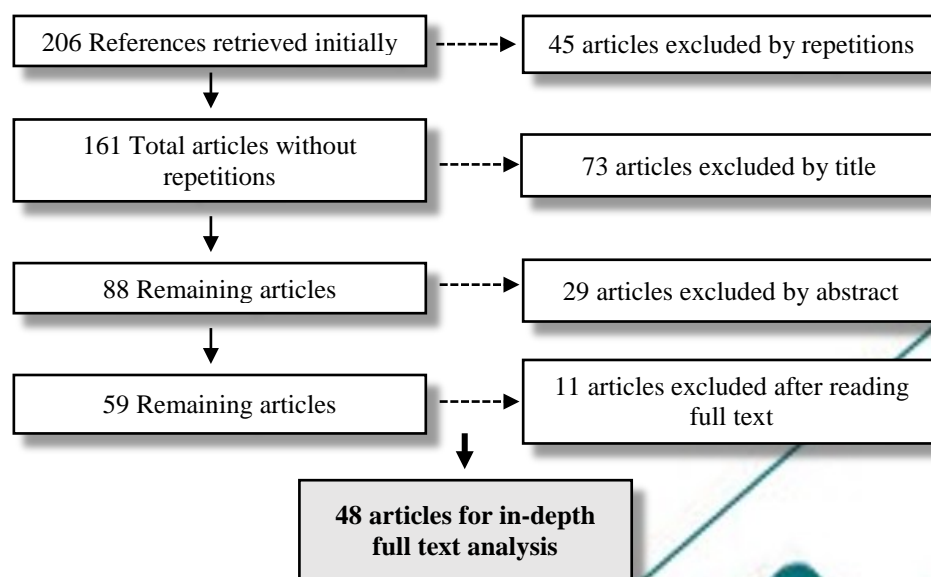 206 References retrieved initially
45 articles excluded by repetitions
161 Total articles without
repetitions
73 articles excluded by title
88 Remaining articles
29 articles excluded by abstract
59 Remaining articles
11 articles excluded after reading
full text
48 articles for in-depth
full text analysis